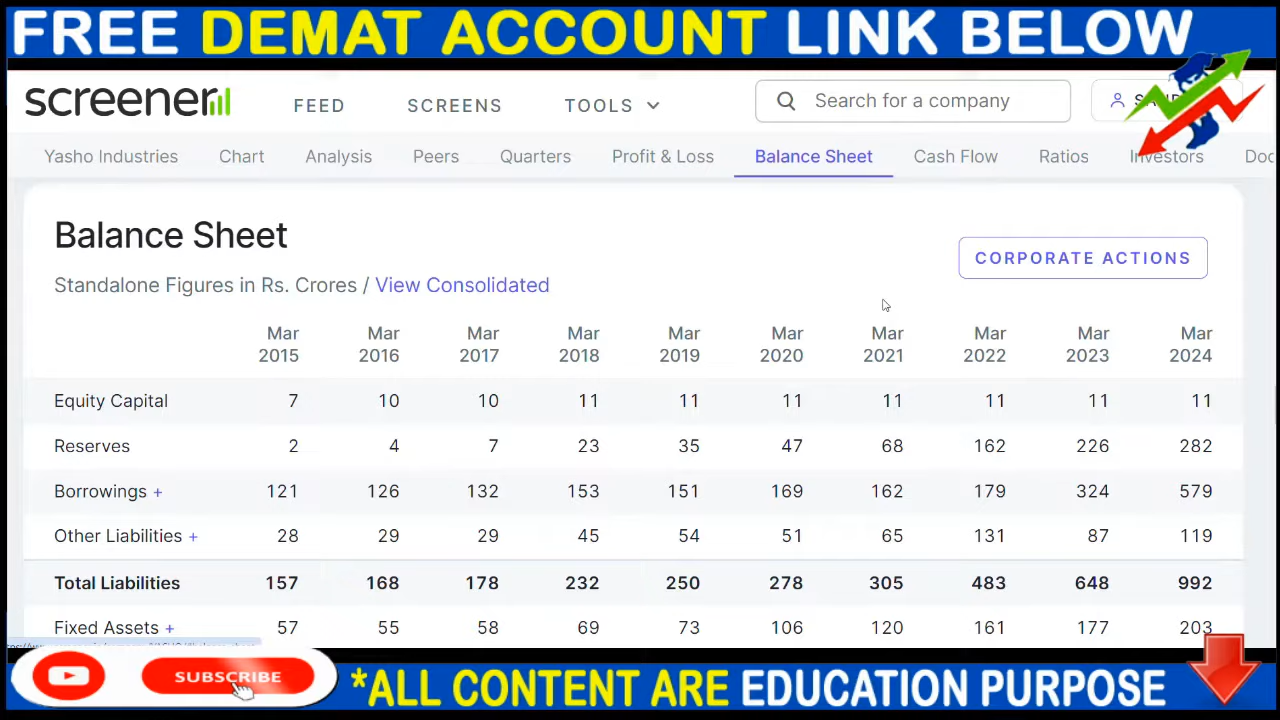 FREE DEMAT ACCOUNT LINK BELOW
screener FEED SCREENS TOOLS Search for a company
Yasho Industries Chart Analysis Peers Quarters Profit & Loss Balance Sheet Cash Flow Ratios Investors
Balance Sheet
CORPORATE ACTIONS
Standalone Figures in Rs. Crores / View Consolidated
Mar Mar Mar Mar Mar Mar Mar Mar Mar Mar
2015 2016 2017 2018 2019 2020 2021 2022 2023 2024
Equity Capital 7 10 10 11 11 11 11 11 11 11
Reserves 2 4 7 23 35 47 68 162 226 282
Borrowings + 121 126 132 153 151 169 162 179 324 579
Other Liabilities + 28 29 29 45 54 51 65 131 87 119
Total Liabilities 157 168 178 232 250 278 305 483 648 992
Fixed Assets + 57 55 58 69 73 106 120 161 177 203
SUBSCRIBE
*ALL CONTENT ARE EDUCATION PURPOSE